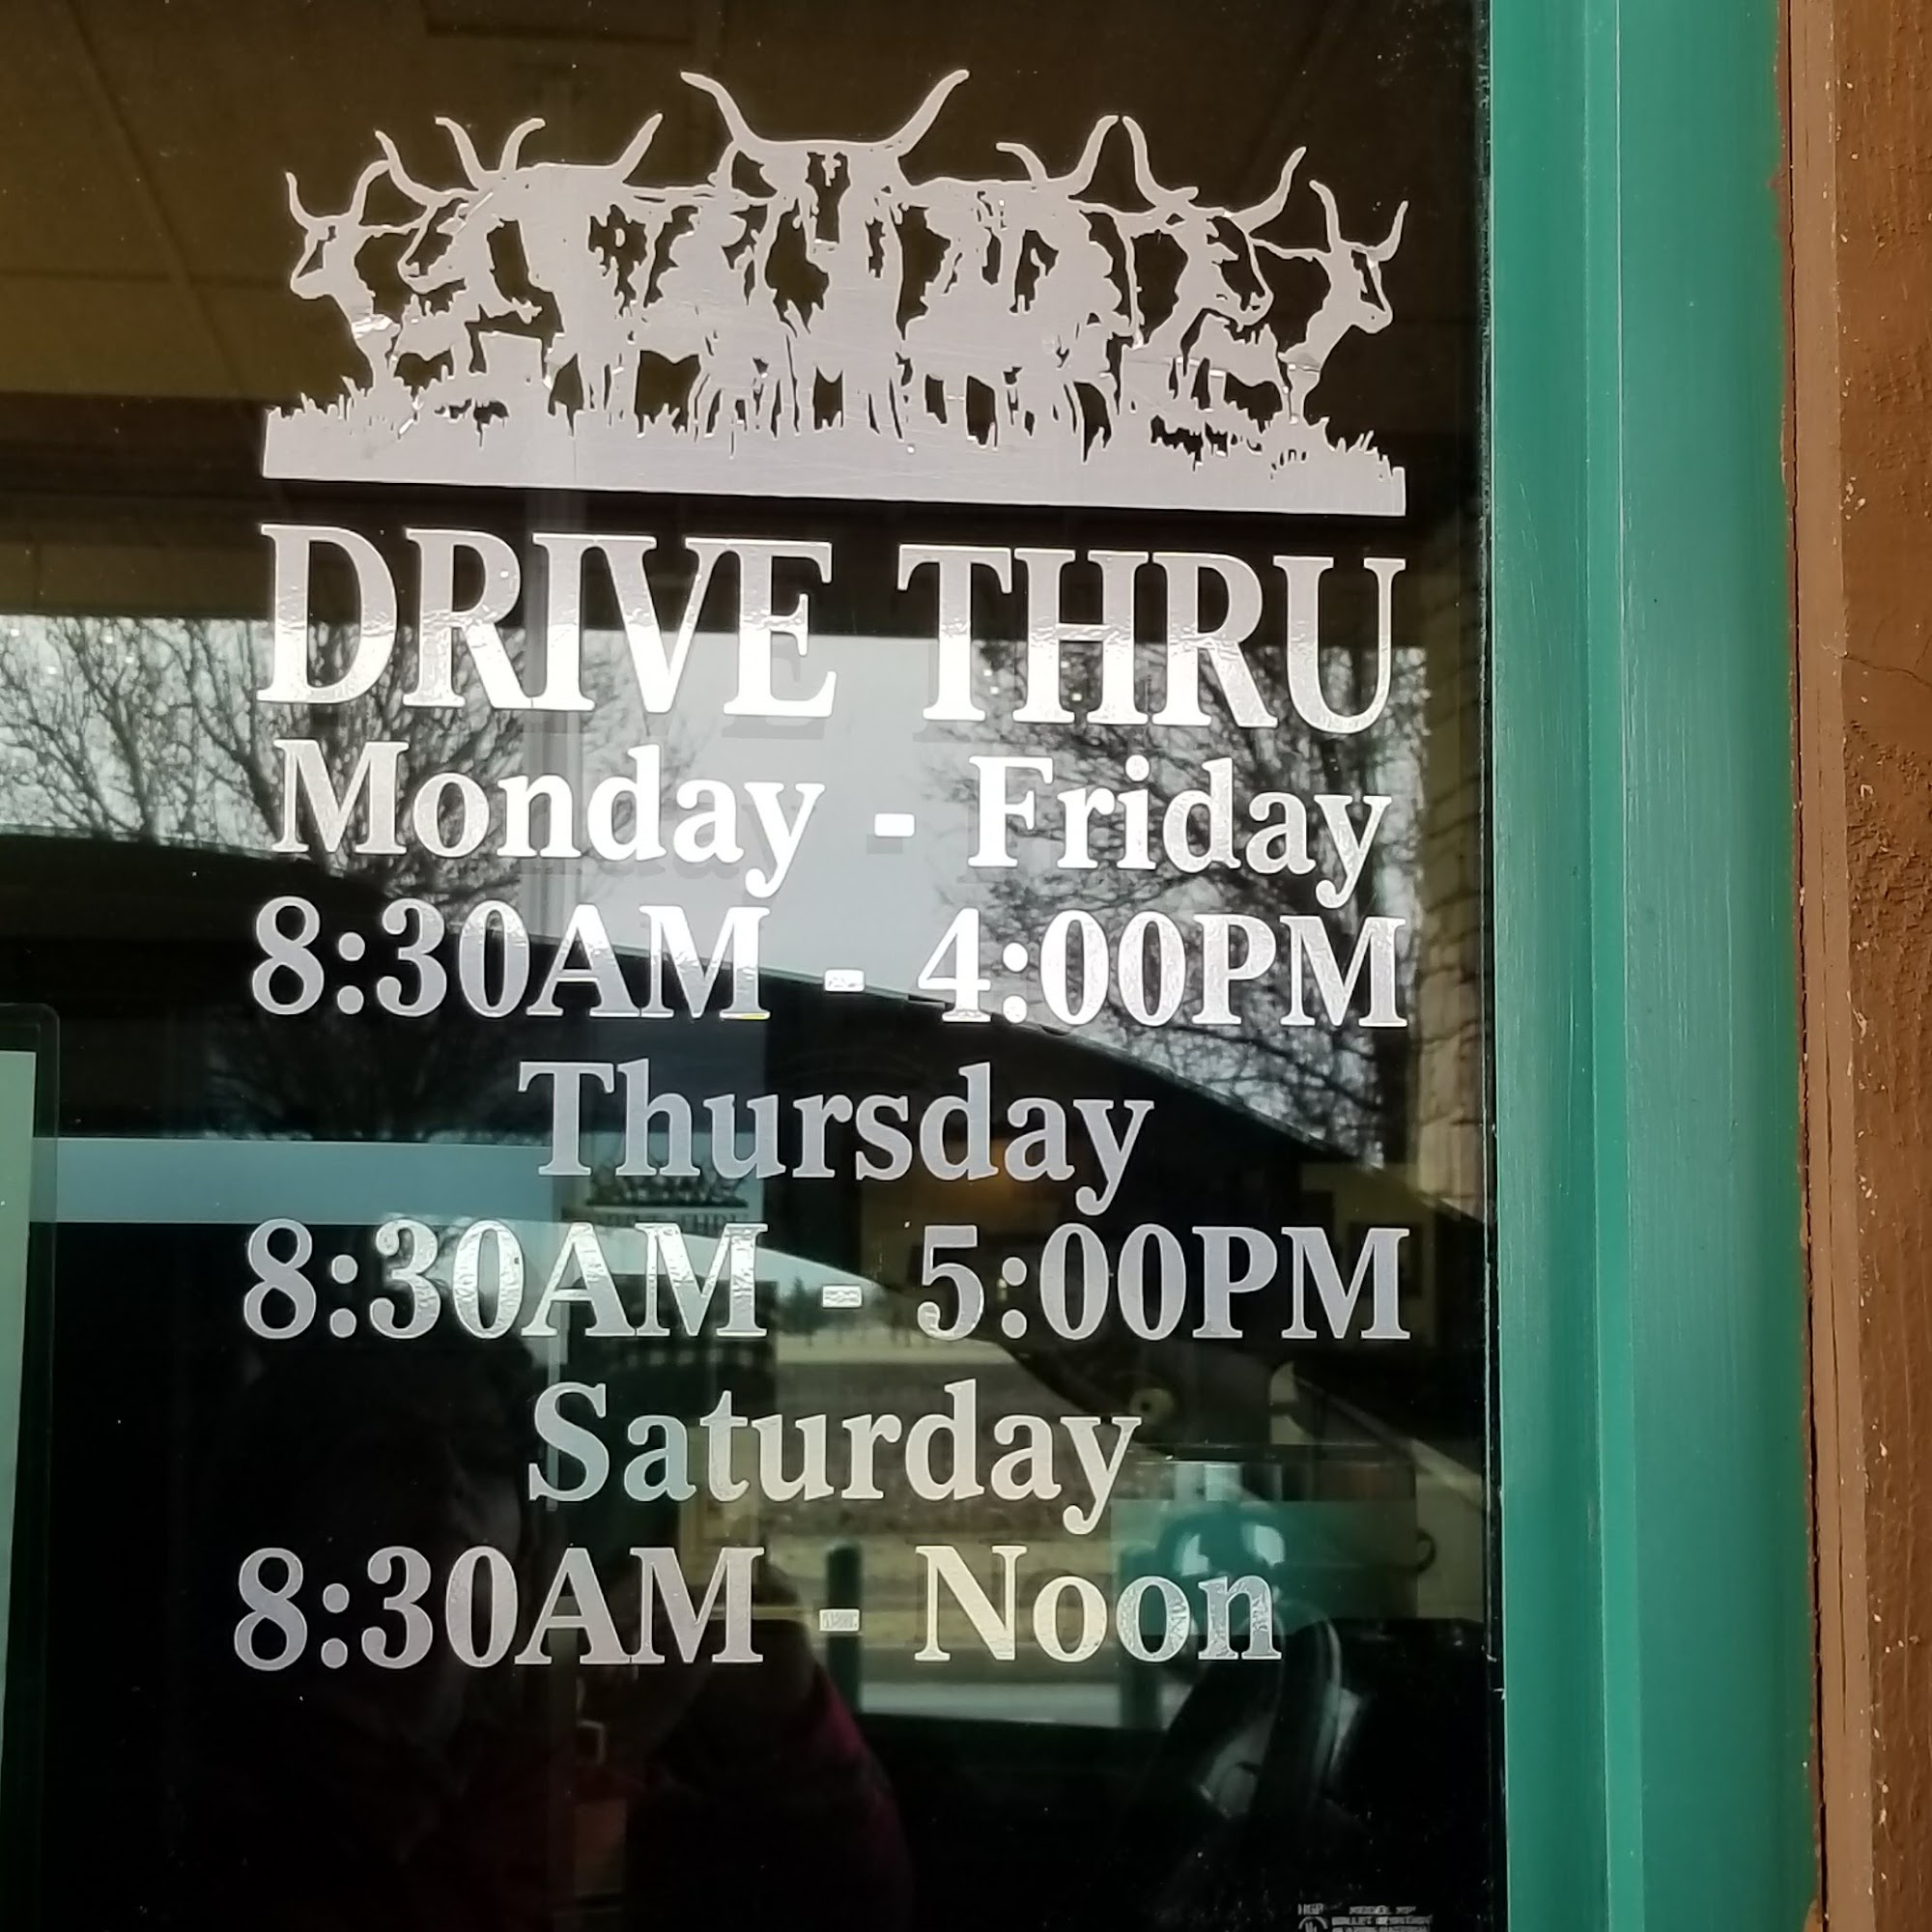 DRIVE THRU
Monday - Friday
8:30AM - 4:00PM
Thursday
8:30AM - 5:00PM
Saturday
8:30AM - Noon